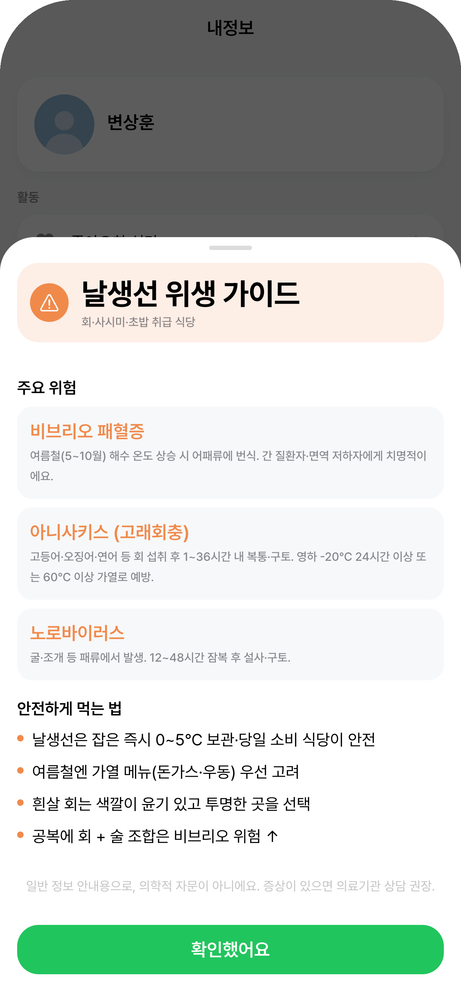 내정보
변상훈
활동
날생선 위생 가이드
회·사시미·초밥 취급 식당
주요 위험
비브리오 패혈증
여름철(5~10월) 해수 온도 상승 시 어패류에 번식. 간 질환자·면역 저하자에게 치명적이
에요.
아니사키스 (고래회충)
고등어·오징어·연어 등 회 섭취 후 1~36시간 내 복통·구토. 영하 -20°C 24시간 이상 또
는 60°C 이상 가열로 예방.
노로바이러스
굴·조개 등 패류에서 발생. 12~48시간 잠복 후 설사·구토.
안전하게 먹는 법
날생선은 잡은 즉시 0~5°C 보관·당일 소비 식당이 안전
여름철엔 가열 메뉴(돈가스·우동) 우선 고려
흰살 회는 색깔이 윤기 있고 투명한 곳을 선택
공복에 회 + 술 조합은 비브리오 위험 ↑
일반 정보 안내용으로, 의학적 자문이 아니에요. 증상이 있으면 의료기관 상담 권장.
확인했어요